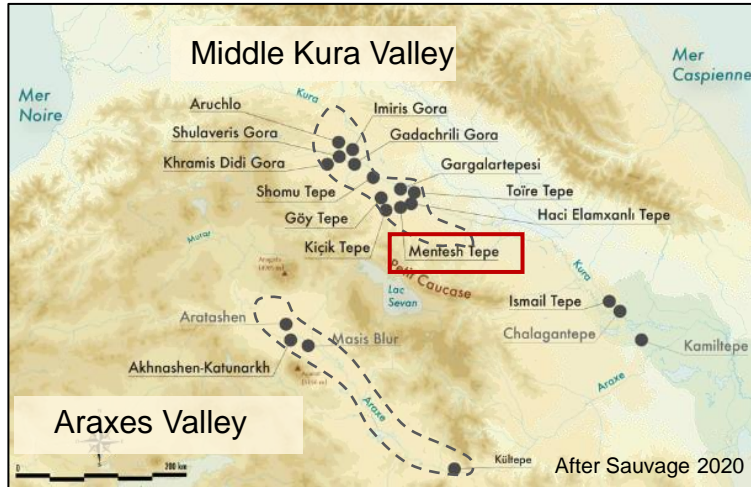 Middle Kura Valley
Mer
Caspienne
Mer
Noire
Kura
Aruchlo
Imiris Gora
Shulaveris Gora
Gadachrili Gora
Khramis Didi Gora
Gargalartepesi
Shomu Tepe
Toïre Tepe
Göy Tepe
Haci Elamxanlı Tepe
Kiçik Tepe
Mentesh Tepe
Petit Caucase
Lac
Sevan
Kura
Ismail Tepe
Aratashen
Chalagantepe
Masis Blur
Kamiltepe
Akhnashen-Katunarkh
Araxe
Araxe
Araxes Valley
Kültepe
0
200 km
After Sauvage 2020